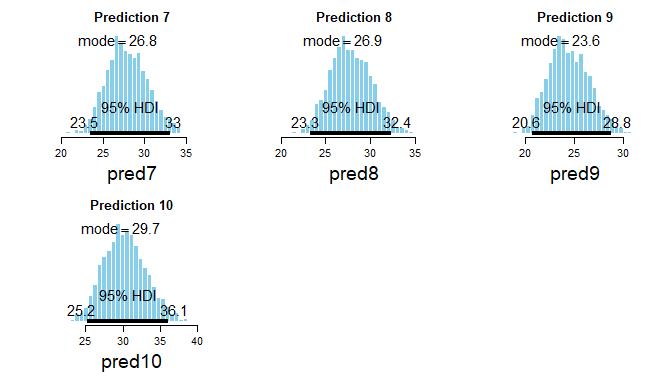 Prediction 7
mode = 26.8
95% HDI
23.5 33
20 25 30 35
pred7
Prediction 8
mode = 26.9
95% HDI
23.3 32.4
20 25 30 35
pred8
Prediction 9
mode = 23.6
95% HDI
20.6 28.8
20 25 30
pred9
Prediction 10
mode = 29.7
95% HDI
25.2 36.1
25 30 35 40
pred10